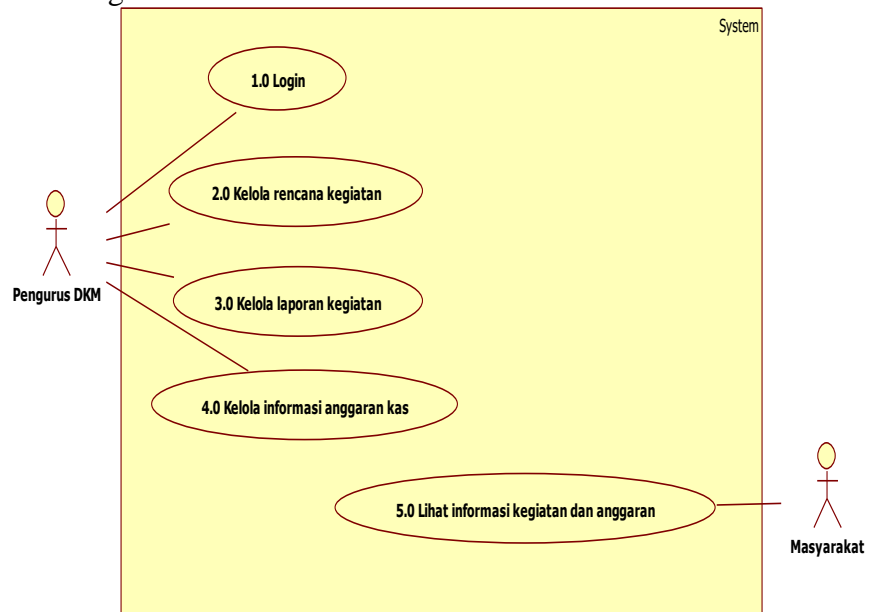 System
1.0 Login
2.0 Kelola rencana kegiatan
3.0 Kelola laporan kegiatan
Pengurus DKM
4.0 Kelola informasi anggaran kas
5.0 Lihat informasi kegiatan dan anggaran
Masyarakat